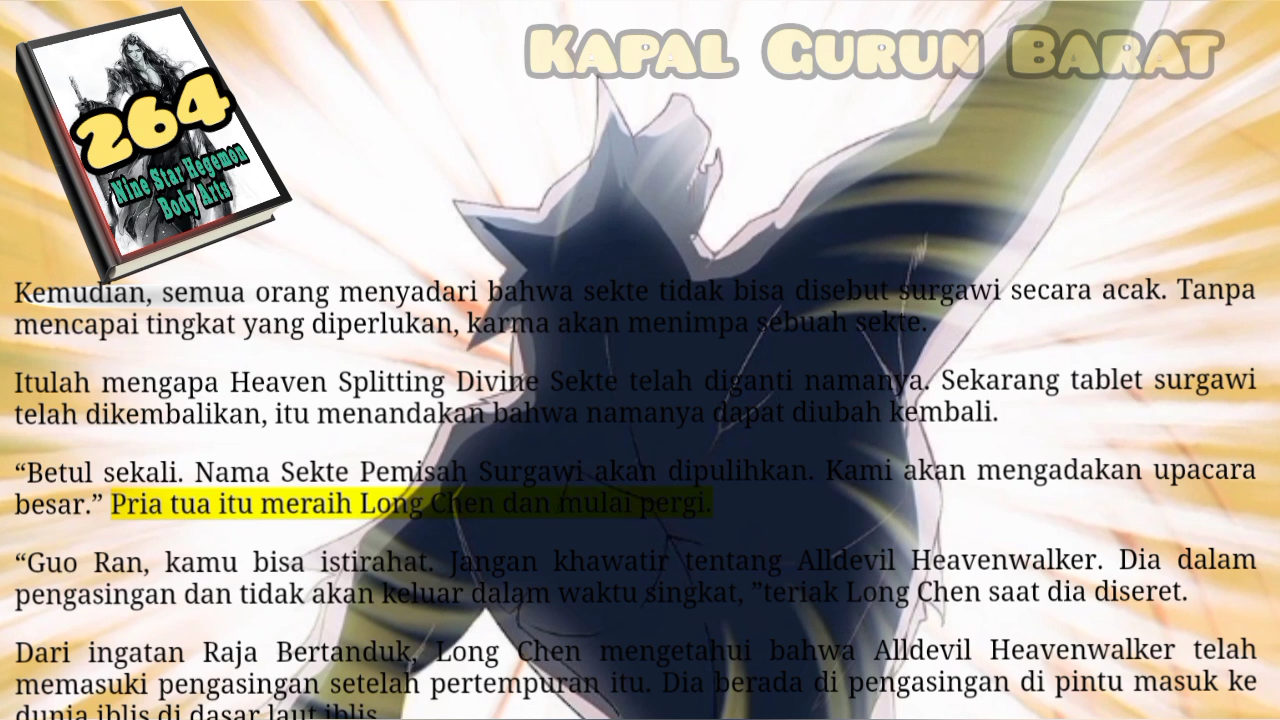 KAPAL GURUN BARAT
264
Nine Star Hegemon
Body Arts
Kemudian, semua orang menyadari bahwa sekte tidak bisa disebut surgawi secara acak. Tanpa
mencapai tingkat yang diperlukan, karma akan menimpa sebuah sekte.
Itulah mengapa Heaven Splitting Divine Sekte telah diganti namanya. Sekarang tablet surgawi
telah dikembalikan, itu menandakan bahwa namanya dapat diubah kembali.
“Betul sekali. Nama Sekte Pemisah Surgawi akan dipulihkan. Kami akan mengadakan upacara
besar.” Pria tua itu meraih Long Chen dan mulai pergi.
“Guo Ran, kamu bisa istirahat. Jangan khawatir tentang Alldevil Heavenwalker. Dia dalam
pengasingan dan tidak akan keluar dalam waktu singkat, ”teriak Long Chen saat dia diseret.
Dari ingatan Raja Bertanduk, Long Chen mengetahui bahwa Alldevil Heavenwalker telah
memasuki pengasingan setelah pertempuran itu. Dia berada di pengasingan di pintu masuk ke
dunia iblis di dasar laut iblis.